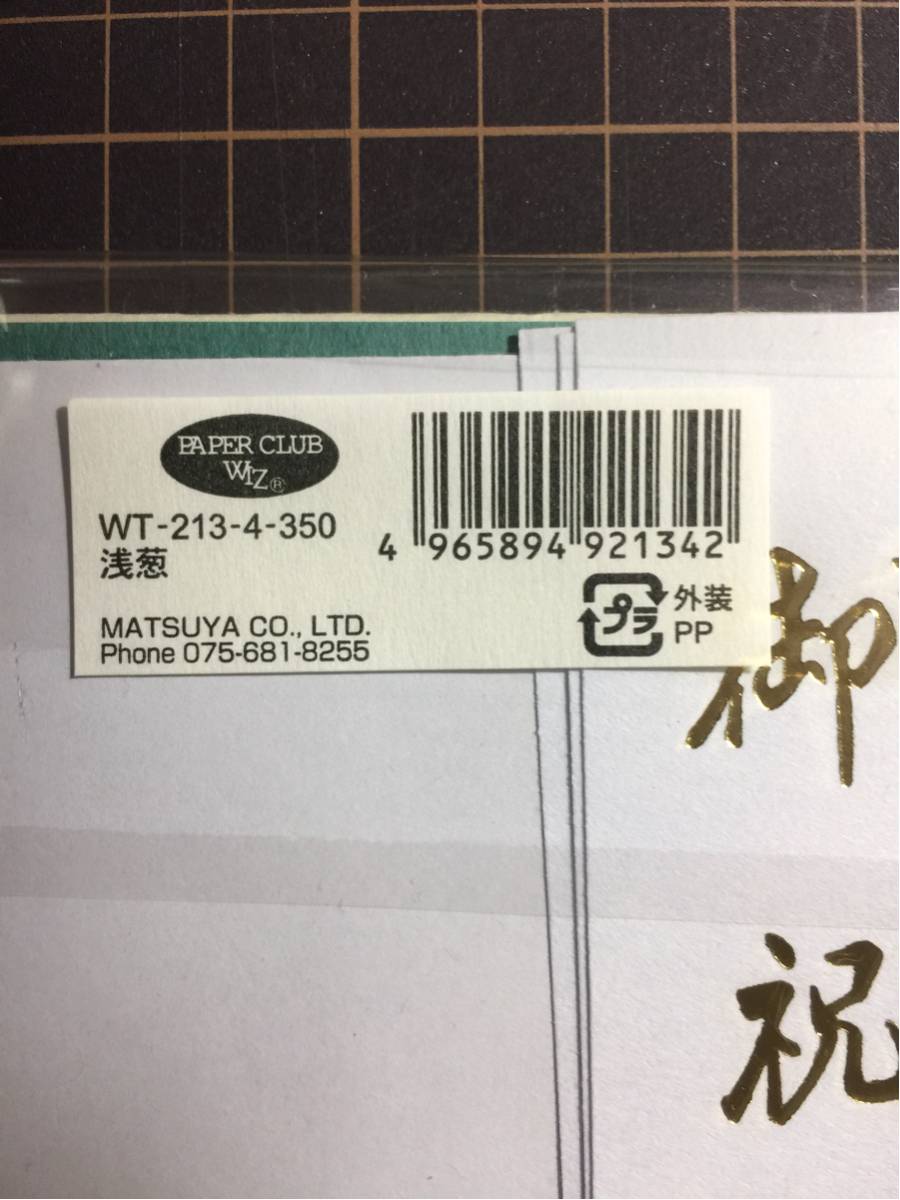 PAPER CLUB
WIZ®
WT-213-4-350
浅葱
MATSUYA CO., LTD.
Phone 075-681-8255
4 965894 921342
プラ
外装
PP
御
祝